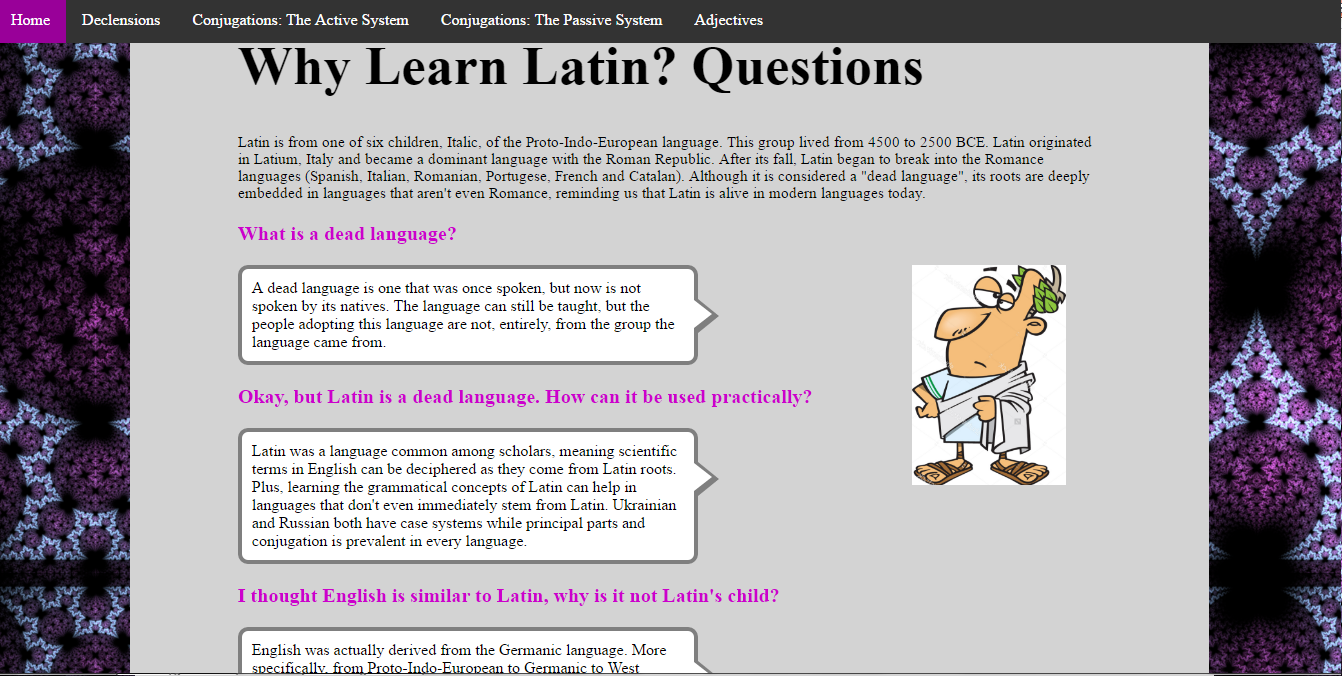 Home Declensions Conjugations: The Active System Conjugations: The Passive System Adjectives
Why Learn Latin? Questions
Latin is from one of six children, Italic, of the Proto-Indo-European language. This group lived from 4500 to 2500 BCE. Latin originated
in Latium, Italy and became a dominant language with the Roman Republic. After its fall, Latin began to break into the Romance
languages (Spanish, Italian, Romanian, Portugese, French and Catalan). Although it is considered a "dead language", its roots are deeply
embedded in languages that aren't even Romance, reminding us that Latin is alive in modern languages today.
What is a dead language?
A dead language is one that was once spoken, but now is not
spoken by its natives. The language can still be taught, but the
people adopting this language are not, entirely, from the group the
language came from.
Okay, but Latin is a dead language. How can it be used practically?
Latin was a language common among scholars, meaning scientific
terms in English can be deciphered as they come from Latin roots.
Plus, learning the grammatical concepts of Latin can help in
languages that don't even immediately stem from Latin. Ukrainian
and Russian both have case systems while principal parts and
conjugation is prevalent in every language.
I thought English is similar to Latin, why is it not Latin's child?
English was actually derived from the Germanic language. More
specifically, from Proto-Indo-European to Germanic to West